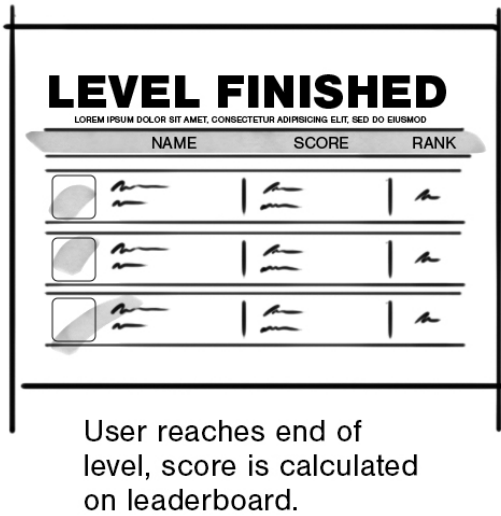 LEVEL FINISHED
LOREM IPSUM DOLOR SIT AMET, CONSECTETUR ADIPISICING ELIT, SED DO EIUSMOD
NAME SCORE RANK
User reaches end of
level, score is calculated
on leaderboard.